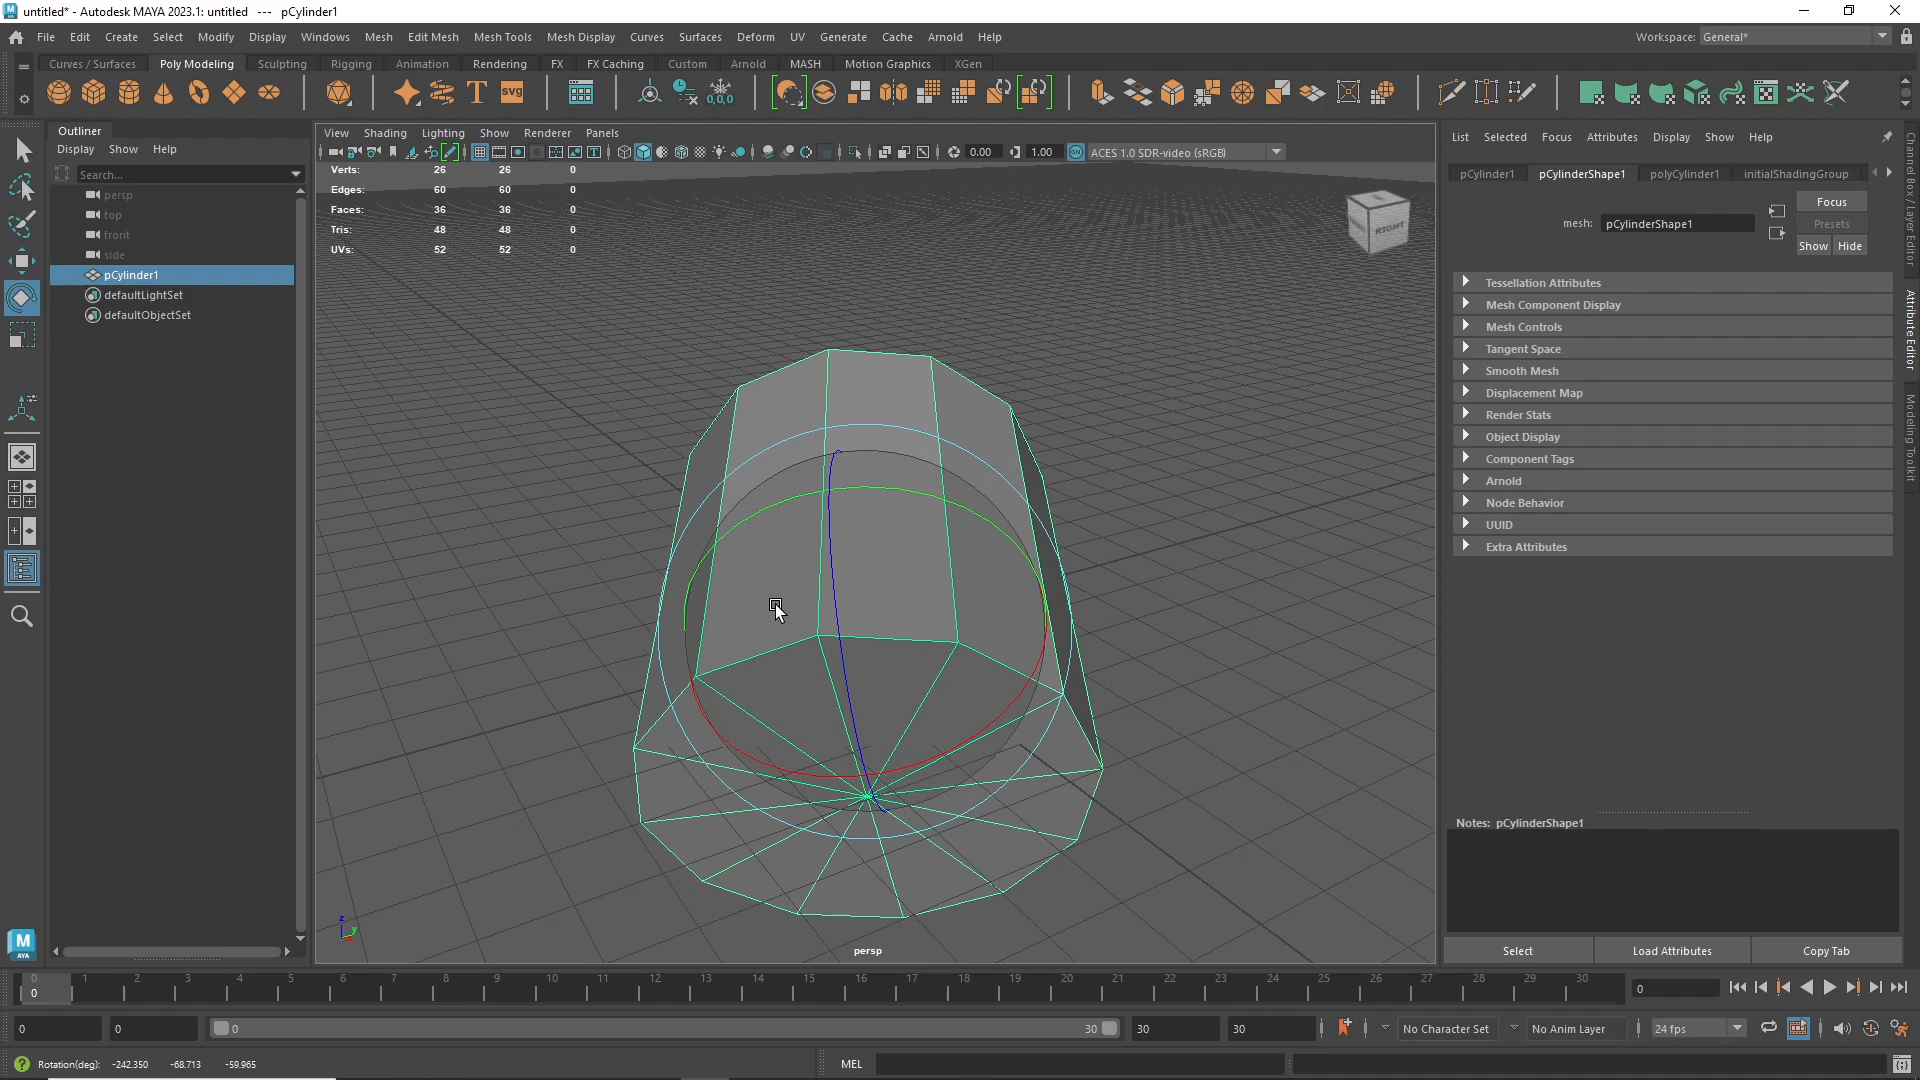 untitled* - Autodesk MAYA 2023.1: untitled --- pCylinder1
File Edit Create Select Modify Display Windows Mesh Edit Mesh Mesh Tools Mesh Display Curves Surfaces Deform UV Generate Cache Arnold Help
Workspace: General*
Curves / Surfaces Poly Modeling Sculpting Rigging Animation Rendering FX FX Caching Custom Arnold MASH Motion Graphics XGen
T svg 0,0,0
Outliner
Display Show Help
Search...
persp
top
front
side
pCylinder1
defaultLightSet
defaultObjectSet
View Shading Lighting Show Renderer Panels
0.00 1.00 ON ACES 1.0 SDR-video (sRGB)
Verts: 26 26 0
Edges: 60 60 0
Faces: 36 36 0
Tris: 48 48 0
UVs: 52 52 0
RIGHT
z
y
persp
List Selected Focus Attributes Display Show Help
pCylinder1 pCylinderShape1 polyCylinder1 initialShadingGroup
Focus
mesh: pCylinderShape1 Presets
Show Hide
Tessellation Attributes
Mesh Component Display
Mesh Controls
Tangent Space
Smooth Mesh
Displacement Map
Render Stats
Object Display
Component Tags
Arnold
Node Behavior
UUID
Extra Attributes
Notes: pCylinderShape1
Select Load Attributes Copy Tab
Channel Box / Layer Editor
Attribute Editor
Modeling Toolkit
M
AYA
0 1 2 3 4 5 6 7 8 9 10 11 12 13 14 15 16 17 18 19 20 21 22 23 24 25 26 27 28 29 30
0 0
0 0 0 30 30 30 No Character Set No Anim Layer 24 fps
Rotation(deg): -242.350 -68.713 -59.965 MEL